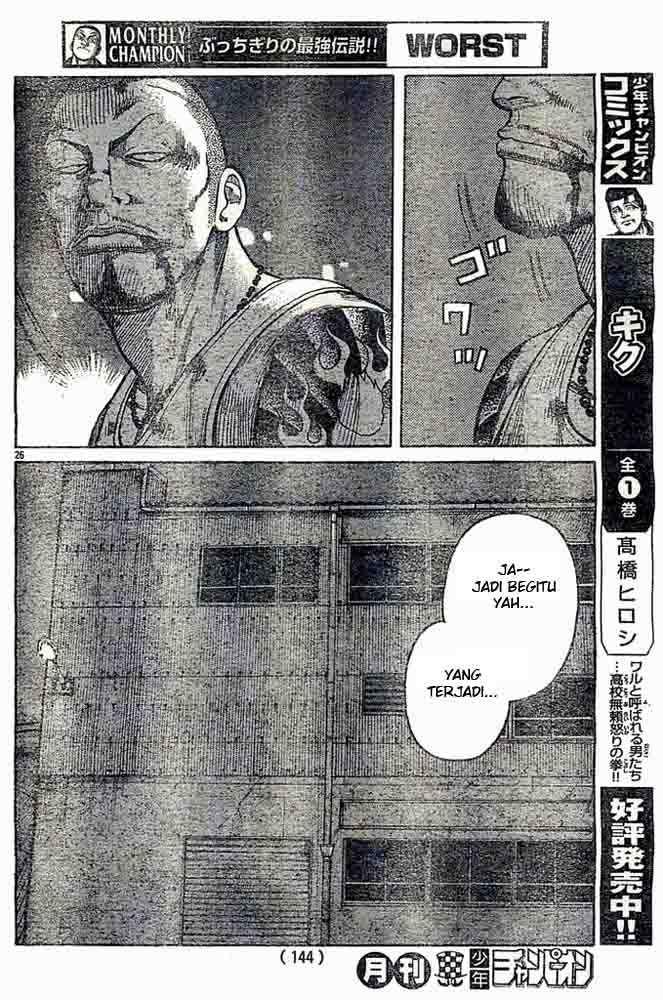 MONTHLY
CHAMPION
ぶっちぎりの最強伝説!!
WORST
少年チャンピオン
コミックス
キク
全1巻
髙橋ヒロシ
ワルと呼ばれる男たち
…高校無頼怒りの拳!!
好評発売中!!
ゴクッ
26
JA--
JADI BEGITU
YAH...
YANG
TERJADI...
(144)
月刊
少年
チャンピオン